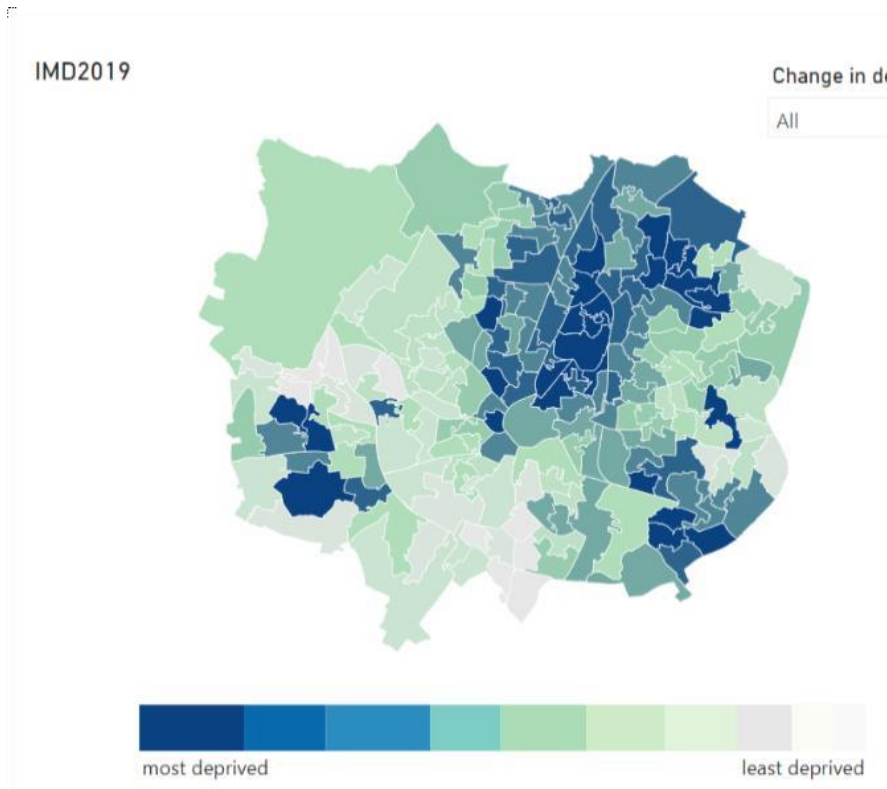 IMD2019
Change in de
All
most deprived
least deprived